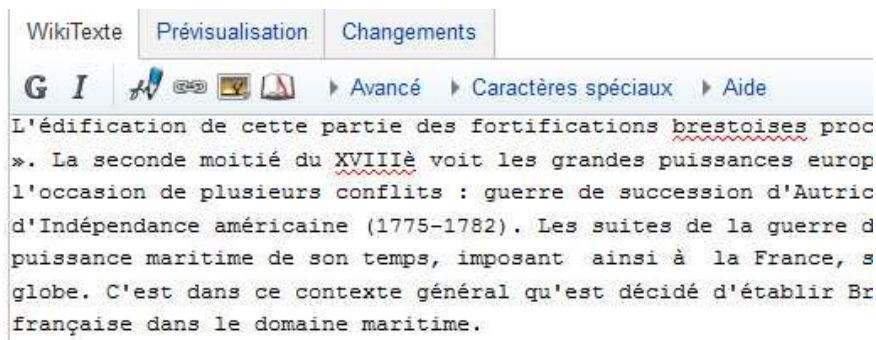 WikiTexte Prévisualisation Changements
G I Avancé Caractères spéciaux Aide
L'édification de cette partie des fortifications brestoises proc
». La seconde moitié du XVIIIè voit les grandes puissances europ
l'occasion de plusieurs conflits : guerre de succession d'Autric
d'Indépendance américaine (1775-1782). Les suites de la guerre d
puissance maritime de son temps, imposant  ainsi à  la France, s
globe. C'est dans ce contexte général qu'est décidé d'établir Br
française dans le domaine maritime.